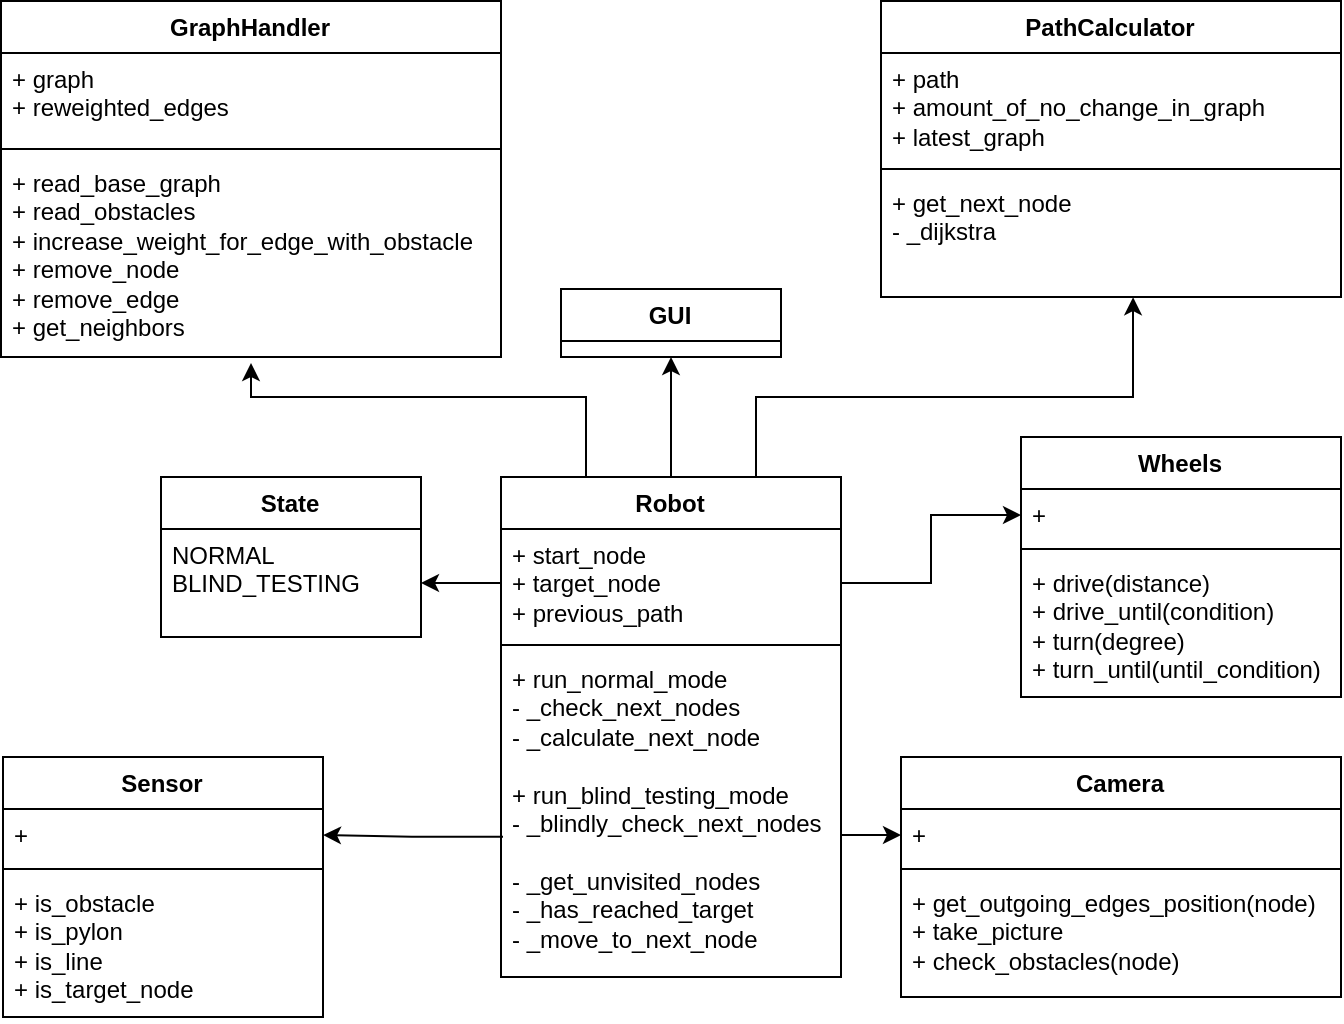 GraphHandler
+ graph
+ reweighted_edges
+ read_base_graph
+ read_obstacles
+ increase_weight_for_edge_with_obstacle
+ remove_node
+ remove_edge
+ get_neighbors
PathCalculator
+ path
+ amount_of_no_change_in_graph
+ latest_graph
+ get_next_node
- _dijkstra
GUI
State
NORMAL
BLIND_TESTING
Robot
+ start_node
+ target_node
+ previous_path
+ run_normal_mode
- _check_next_nodes
- _calculate_next_node
+ run_blind_testing_mode
- _blindly_check_next_nodes
- _get_unvisited_nodes
- _has_reached_target
- _move_to_next_node
Wheels
+
+ drive(distance)
+ drive_until(condition)
+ turn(degree)
+ turn_until(until_condition)
Sensor
+
+ is_obstacle
+ is_pylon
+ is_line
+ is_target_node
Camera
+
+ get_outgoing_edges_position(node)
+ take_picture
+ check_obstacles(node)